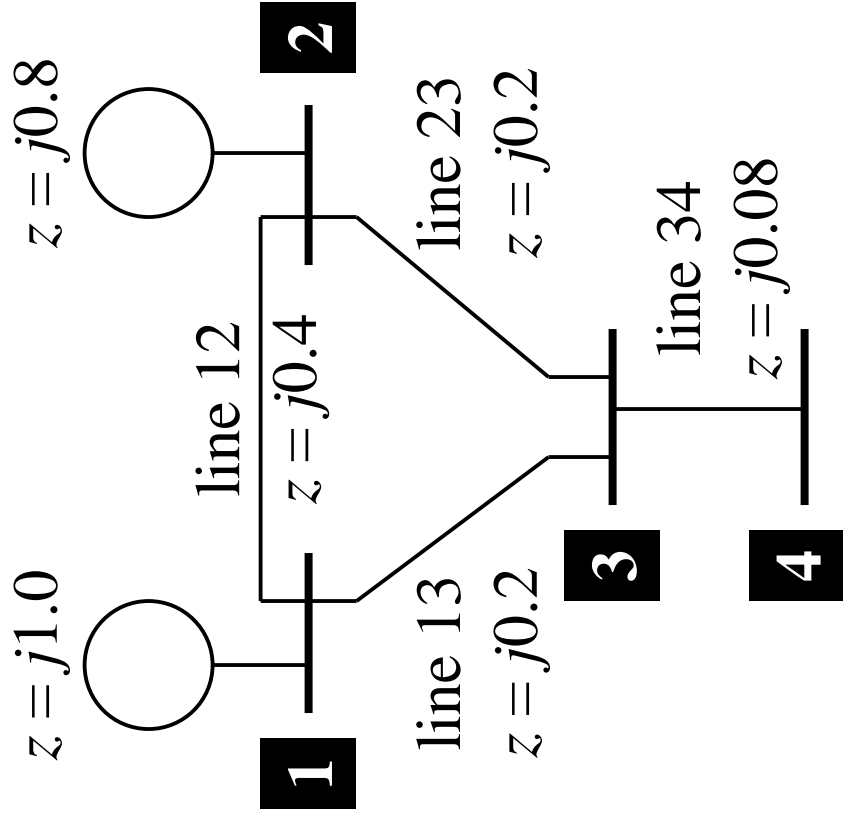 z = j1.0
z = j0.8
1
2
line 12
z = j0.4
line 13
z = j0.2
line 23
z = j0.2
3
line 34
z = j0.08
4